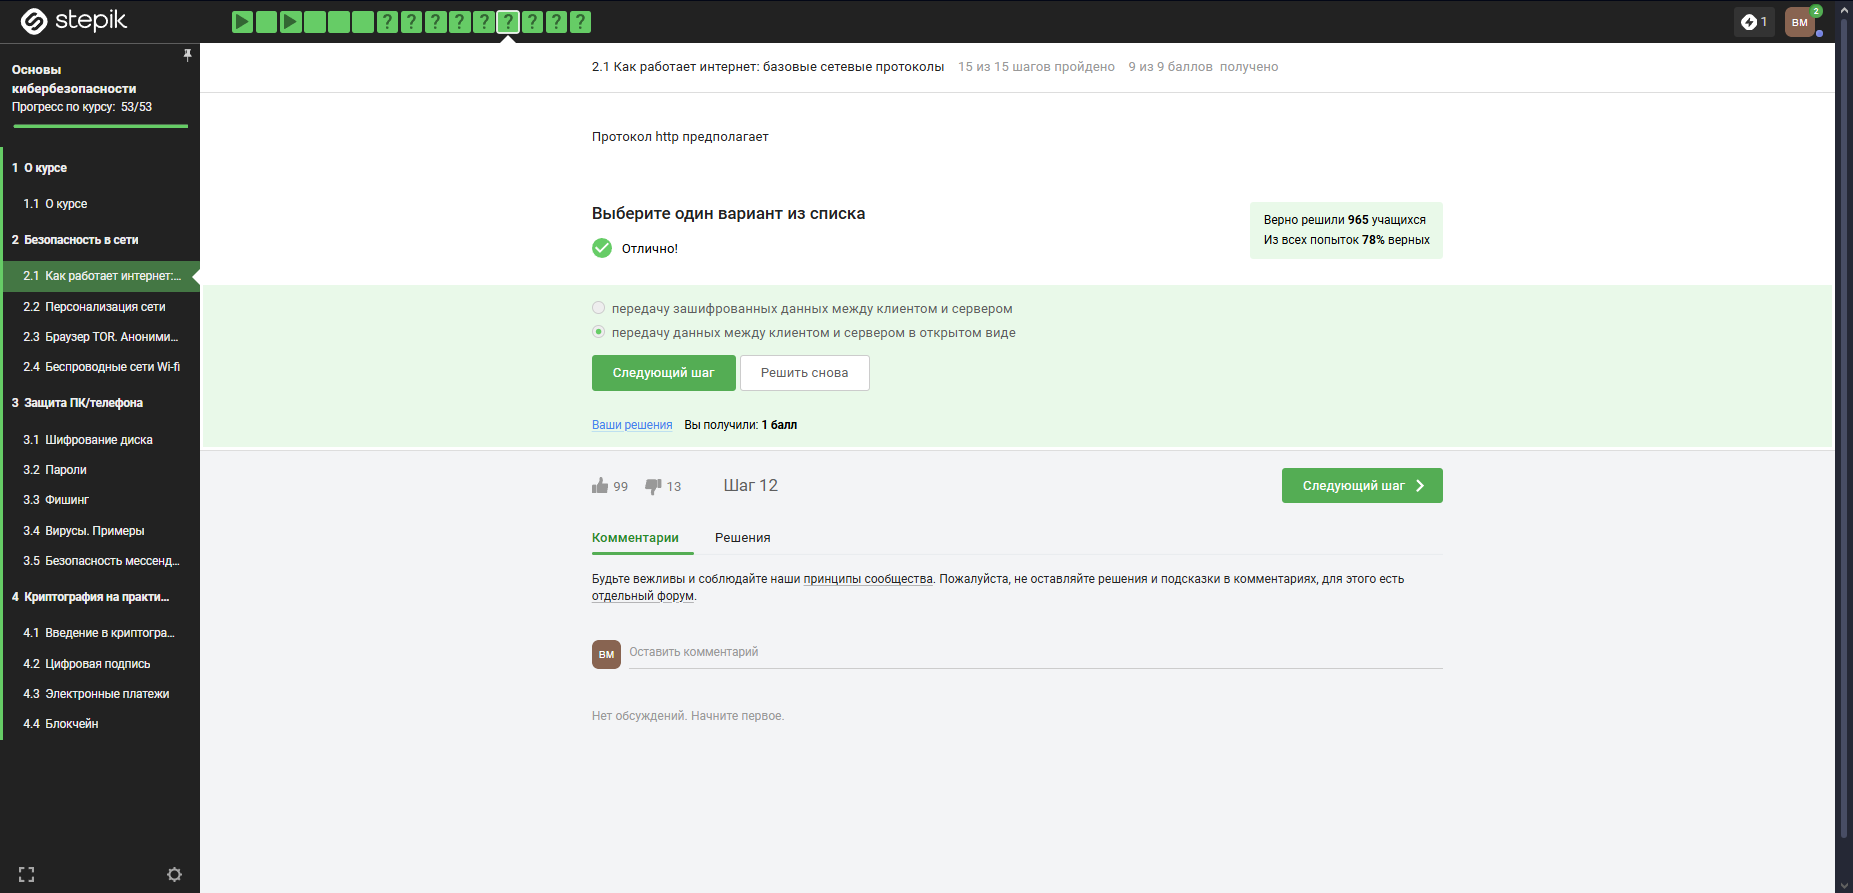 stepik
? ? ? ? ? ? ? ? ?
1
ВМ
2
Основы
кибербезопасности
Прогресс по курсу: 53/53
1 О курсе
1.1 О курсе
2 Безопасность в сети
2.1 Как работает интернет:...
2.2 Персонализация сети
2.3 Браузер TOR. Аноними...
2.4 Беспроводные сети Wi-fi
3 Защита ПК/телефона
3.1 Шифрование диска
3.2 Пароли
3.3 Фишинг
3.4 Вирусы. Примеры
3.5 Безопасность мессенд...
4 Криптография на практи...
4.1 Введение в криптогра...
4.2 Цифровая подпись
4.3 Электронные платежи
4.4 Блокчейн
2.1 Как работает интернет: базовые сетевые протоколы 15 из 15 шагов пройдено 9 из 9 баллов получено
Протокол http предполагает
Выберите один вариант из списка
Отлично!
Верно решили 965 учащихся
Из всех попыток 78% верных
передачу зашифрованных данных между клиентом и сервером
передачу данных между клиентом и сервером в открытом виде
Следующий шаг Решить снова
Ваши решения Вы получили: 1 балл
99 13 Шаг 12
Следующий шаг
Комментарии Решения
Будьте вежливы и соблюдайте наши принципы сообщества. Пожалуйста, не оставляйте решения и подсказки в комментариях, для этого есть
отдельный форум.
ВМ Оставить комментарий
Нет обсуждений. Начните первое.